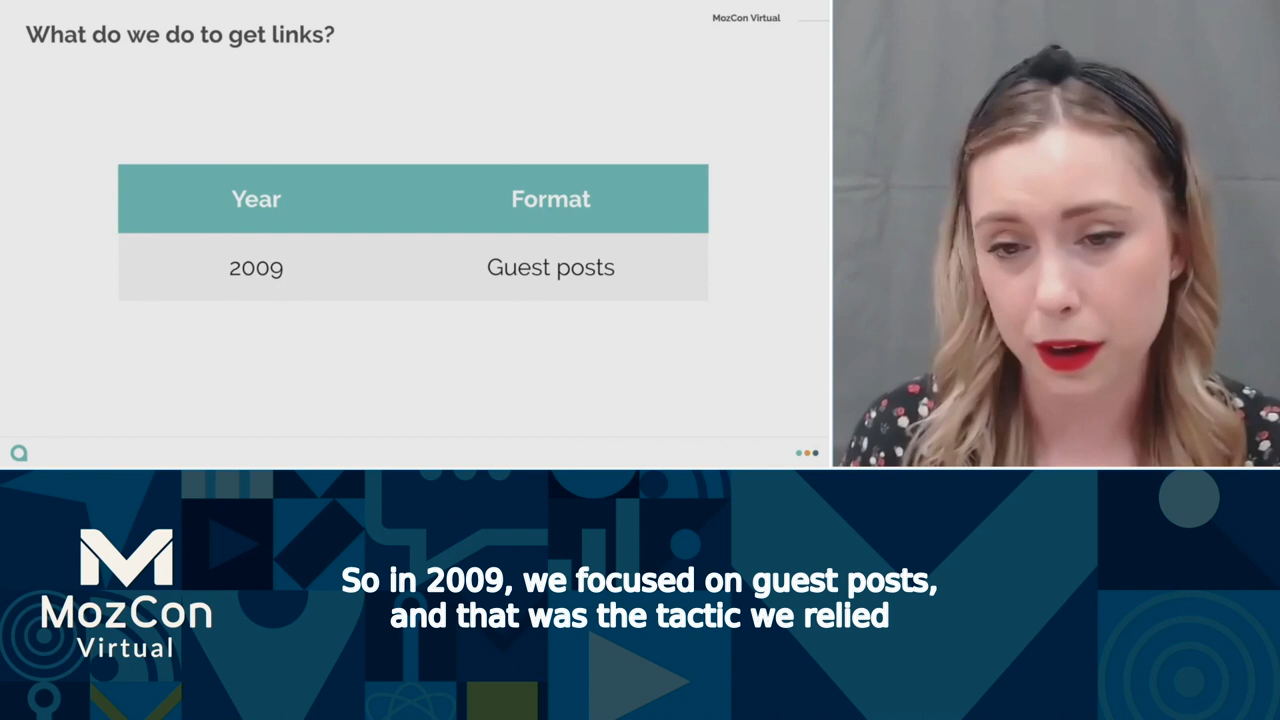 What do we do to get links?
MozCon Virtual
Year Format
2009 Guest posts
MozCon
Virtual
So in 2009, we focused on guest posts,
and that was the tactic we relied